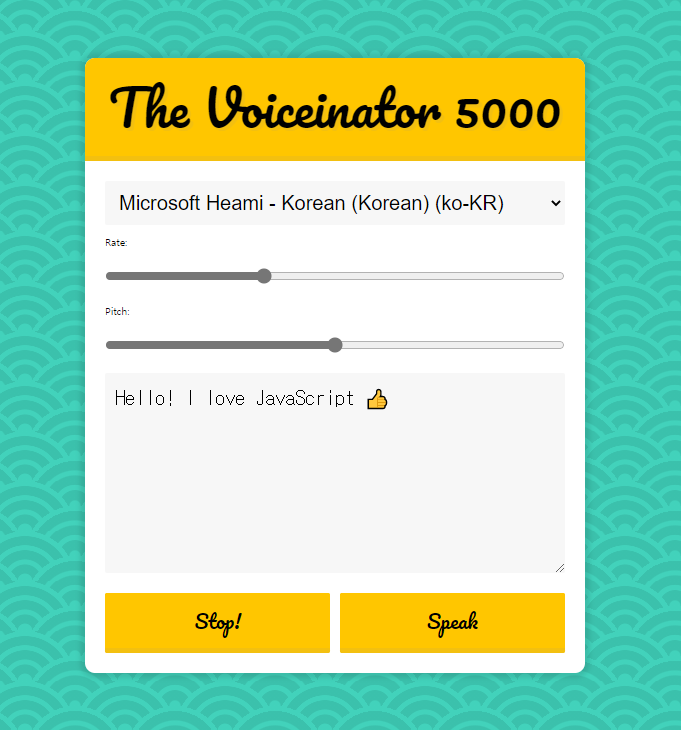 The Voiceinator 5000
Microsoft Heami - Korean (Korean) (ko-KR)
Rate:
Pitch:
Hello! I love JavaScript 👍
Stop!
Speak